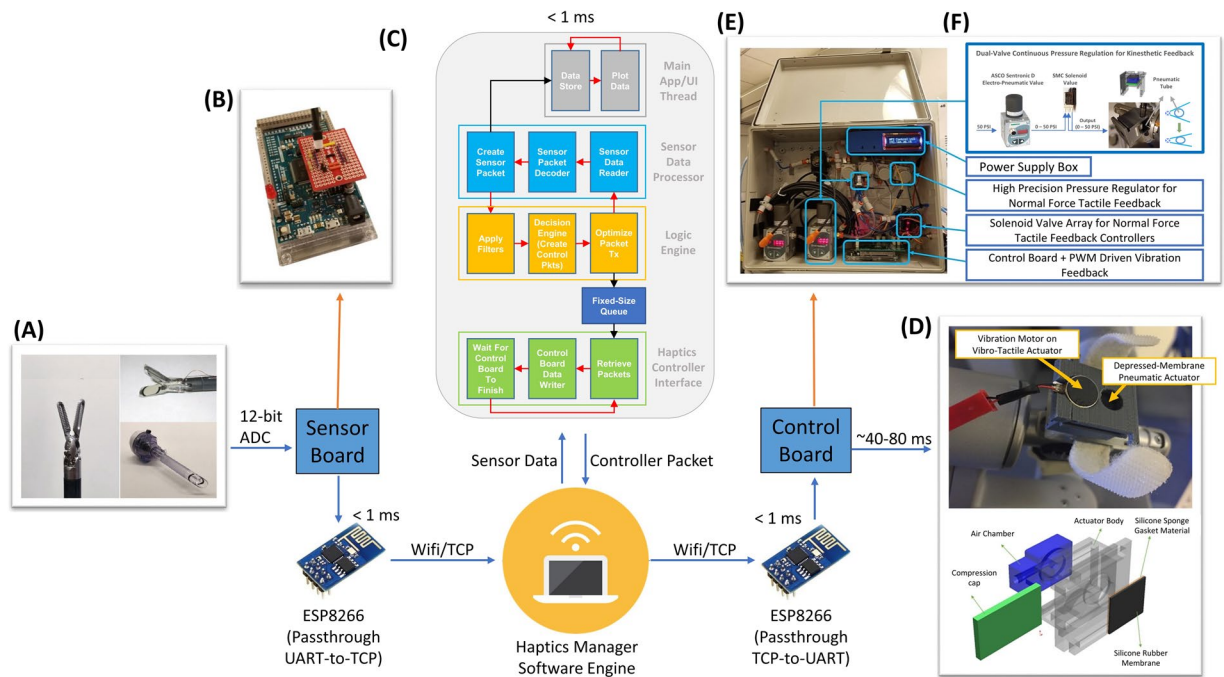 (A)
12-bit
ADC
(B)
Sensor
Board
< 1 ms
ESP8266
(Passthrough
UART-to-TCP)
Wifi/TCP
(C)
< 1 ms
Data
Store
Plot
Data
Main
App/UI
Thread
Create
Sensor
Packet
Sensor
Packet
Decoder
Sensor
Data
Reader
Sensor
Data
Processor
Apply
Filters
Decision
Engine
(Create
Control
Pkts)
Optimize
Packet
Tx
Logic
Engine
Fixed-Size
Queue
Wait For
Control
Board
To
Finish
Control
Board
Data
Writer
Retrieve
Packets
Haptics
Controller
Interface
Sensor Data
Controller Packet
Haptics Manager
Software Engine
Wifi/TCP
< 1 ms
ESP8266
(Passthrough
TCP-to-UART)
Control
Board
~40-80 ms
(E)
(F)
Dual-Valve Continuous Pressure Regulation for Kinesthetic Feedback
ASCO Sentronic D
Electro-Pneumatic Value
SMC Solenoid
Value
Pneumatic
Tube
50 PSI
0 – 50 PSI
Output
(0 – 50 PSI)
Power Supply Box
High Precision Pressure Regulator for
Normal Force Tactile Feedback
Solenoid Valve Array for Normal Force
Tactile Feedback Controllers
Control Board + PWM Driven Vibration
Feedback
(D)
Vibration Motor on
Vibro-Tactile Actuator
Depressed-Membrane
Pneumatic Actuator
Air Chamber
Actuator Body
Silicone Sponge
Gasket Material
Compression
cap
Silicone Rubber
Membrane